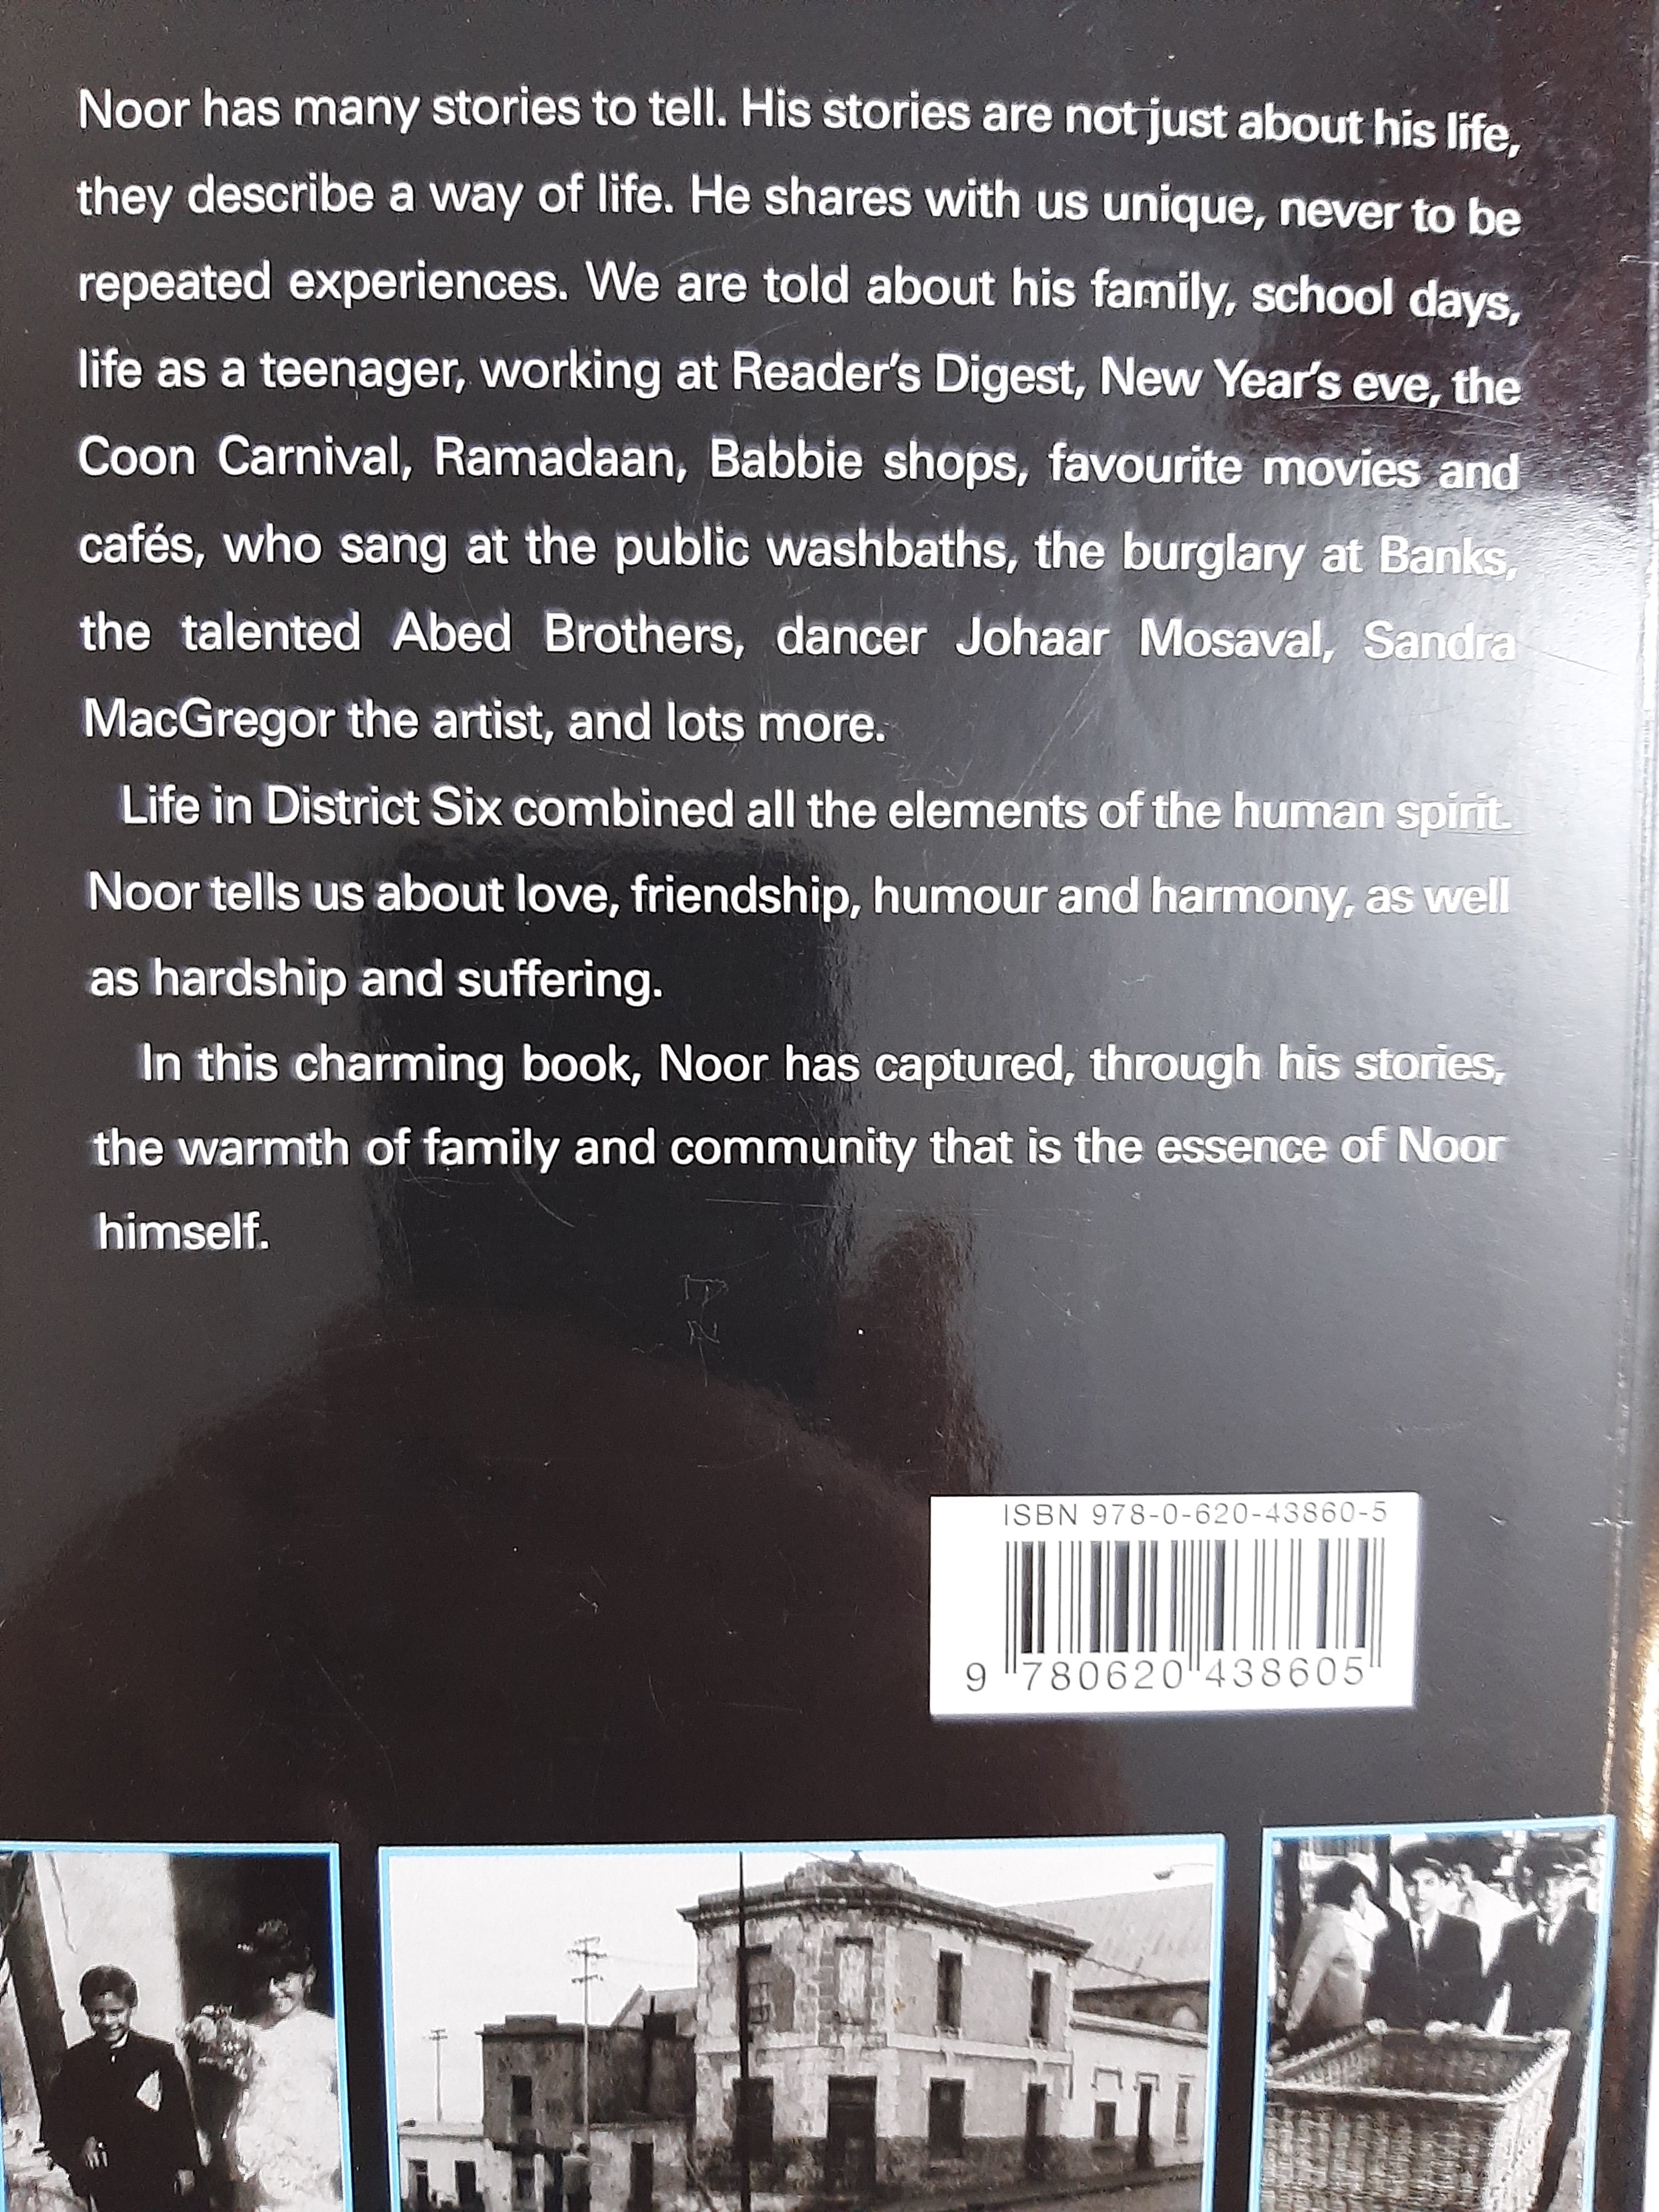 Noor has many stories to tell. His stories are not just about his life,
they describe a way of life. He shares with us unique, never to be
repeated experiences. We are told about his family, school days,
life as a teenager, working at Reader’s Digest, New Year’s eve, the
Coon Carnival, Ramadaan, Babbie shops, favourite movies and
cafés, who sang at the public washbaths, the burglary at Banks,
the talented Abed Brothers, dancer Johaar Mosaval, Sandra
MacGregor the artist, and lots more.
Life in District Six combined all the elements of the human spirit.
Noor tells us about love, friendship, humour and harmony, as well
as hardship and suffering.
In this charming book, Noor has captured, through his stories,
the warmth of family and community that is the essence of Noor
himself.
ISBN 978-0-620-43860-5
9 780620 438605